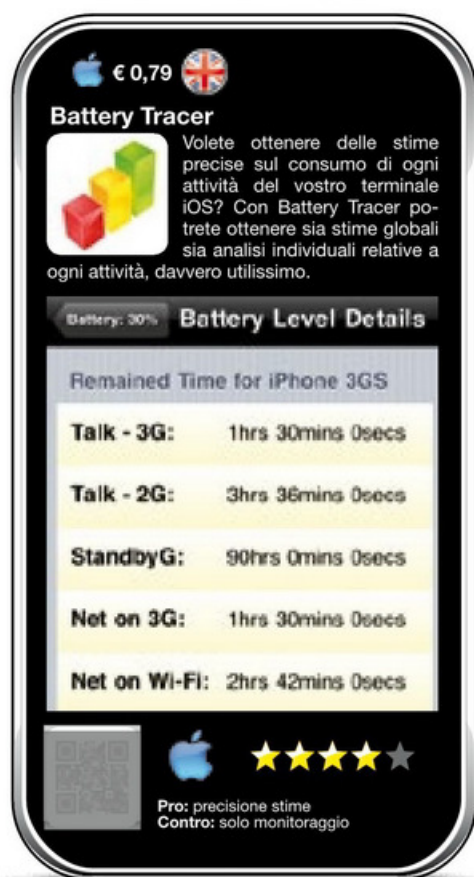 € 0,79
Battery Tracer
Volete ottenere delle stime
precise sul consumo di ogni
attività del vostro terminale
iOS? Con Battery Tracer po-
trete ottenere sia stime globali
sia analisi individuali relative a
ogni attività, davvero utilissimo.
Battery: 30% Battery Level Details
Remained Time for iPhone 3GS
Talk - 3G: 1hrs 30mins 0secs
Talk - 2G: 3hrs 36mins 0secs
StandbyG: 90hrs 0mins 0secs
Net on 3G: 1hrs 30mins 0secs
Net on Wi-Fi: 2hrs 42mins 0secs
Pro: precisione stime
Contro: solo monitoraggio